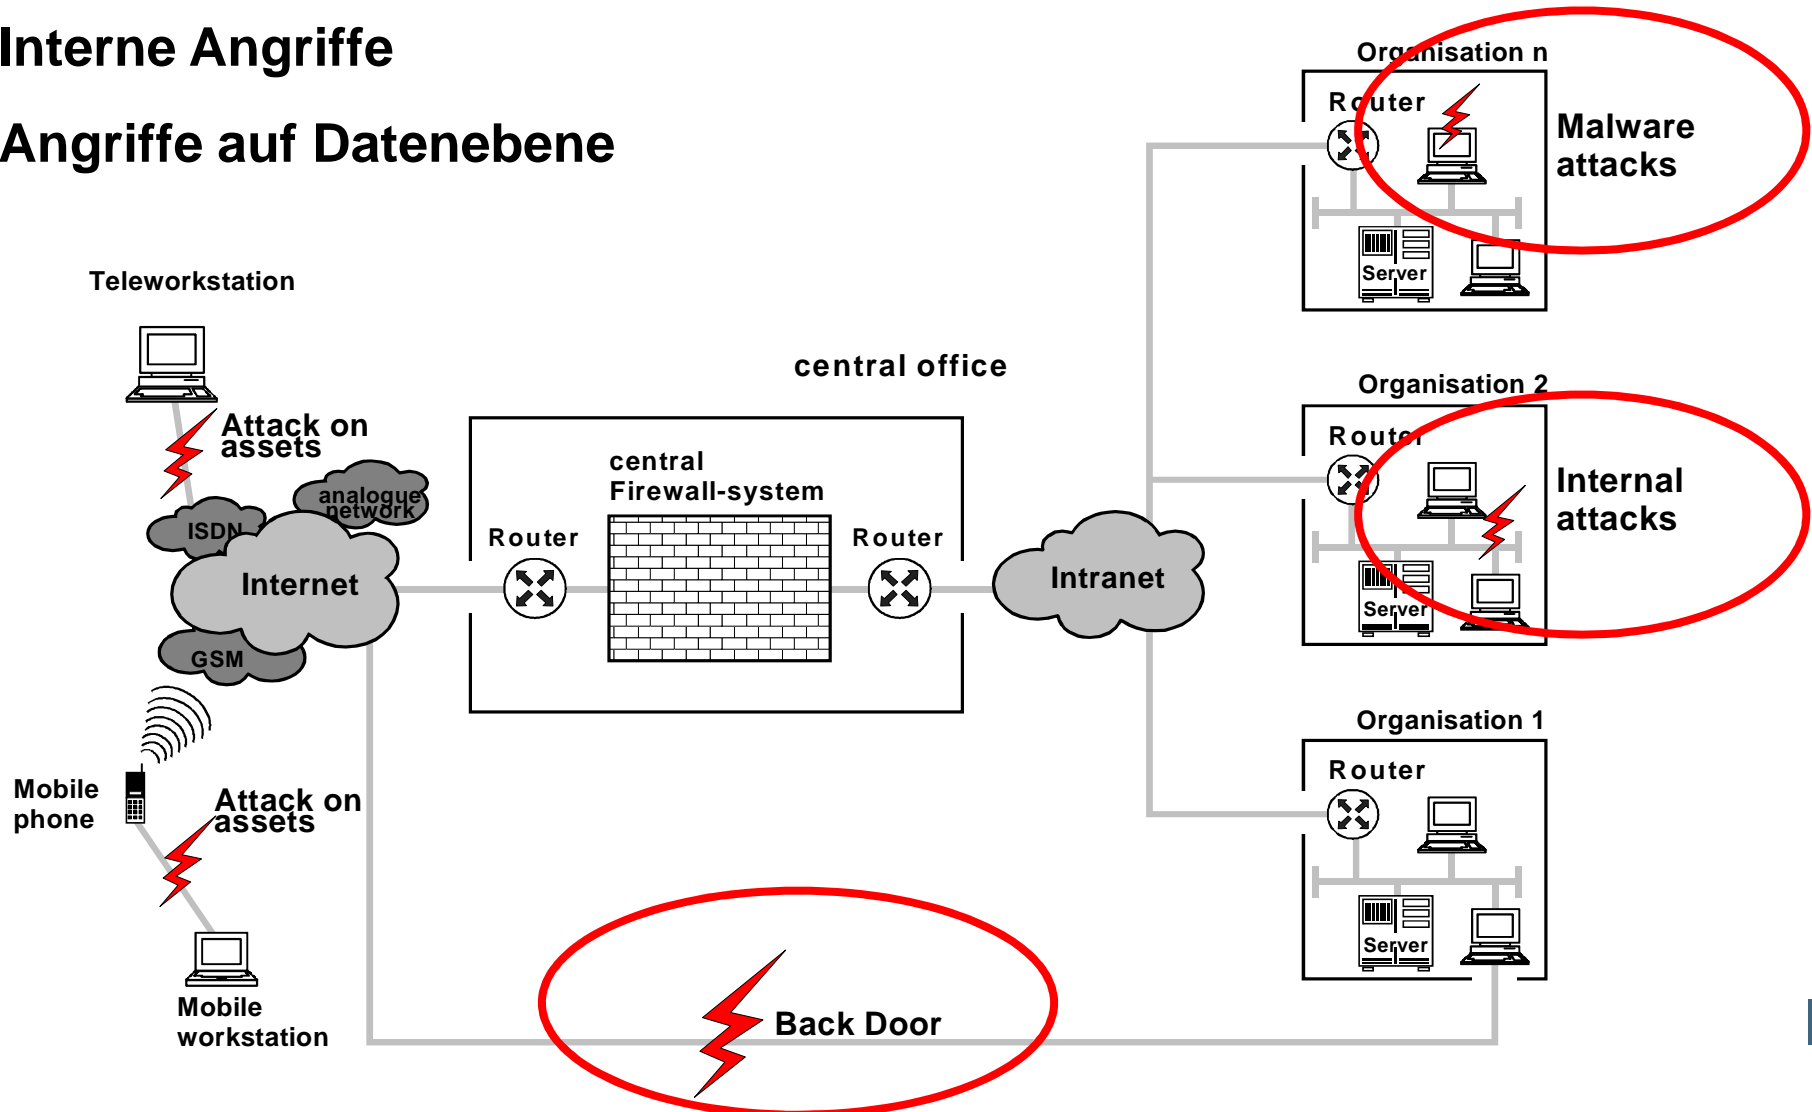 Interne Angriffe
Angriffe auf Datenebene
Teleworkstation
Attack on
assets
ISDN
analogue
network
Internet
GSM
Mobile
phone
Attack on
assets
Mobile
workstation
central office
central
Firewall-system
Router
Router
Intranet
Back Door
Organisation n
Router
Server
Malware
attacks
Organisation 2
Router
Server
Internal
attacks
Organisation 1
Router
Server